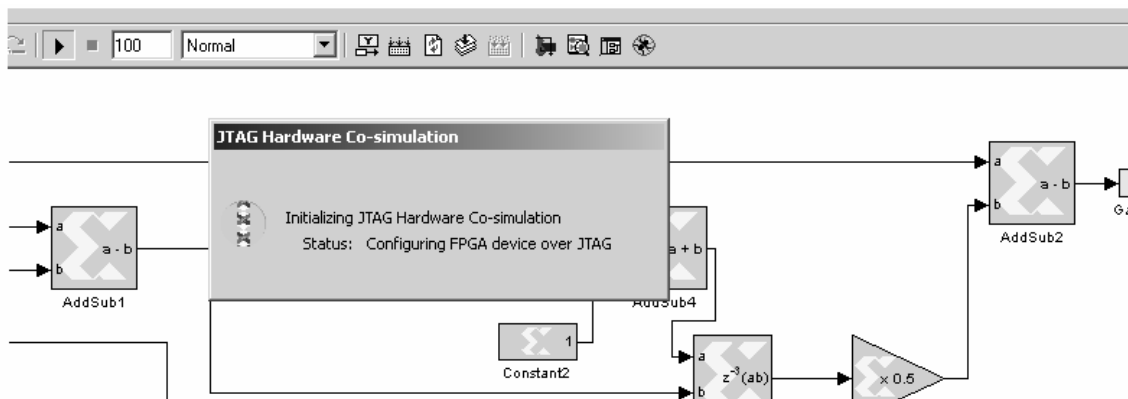 100 Normal
JTAG Hardware Co-simulation
Initializing JTAG Hardware Co-simulation
Status: Configuring FPGA device over JTAG
a
b
a - b
AddSub1
a + b
AddSub4
a
b
a - b
AddSub2
Ga
1
Constant2
a
b
z⁻³(ab)
x 0.5